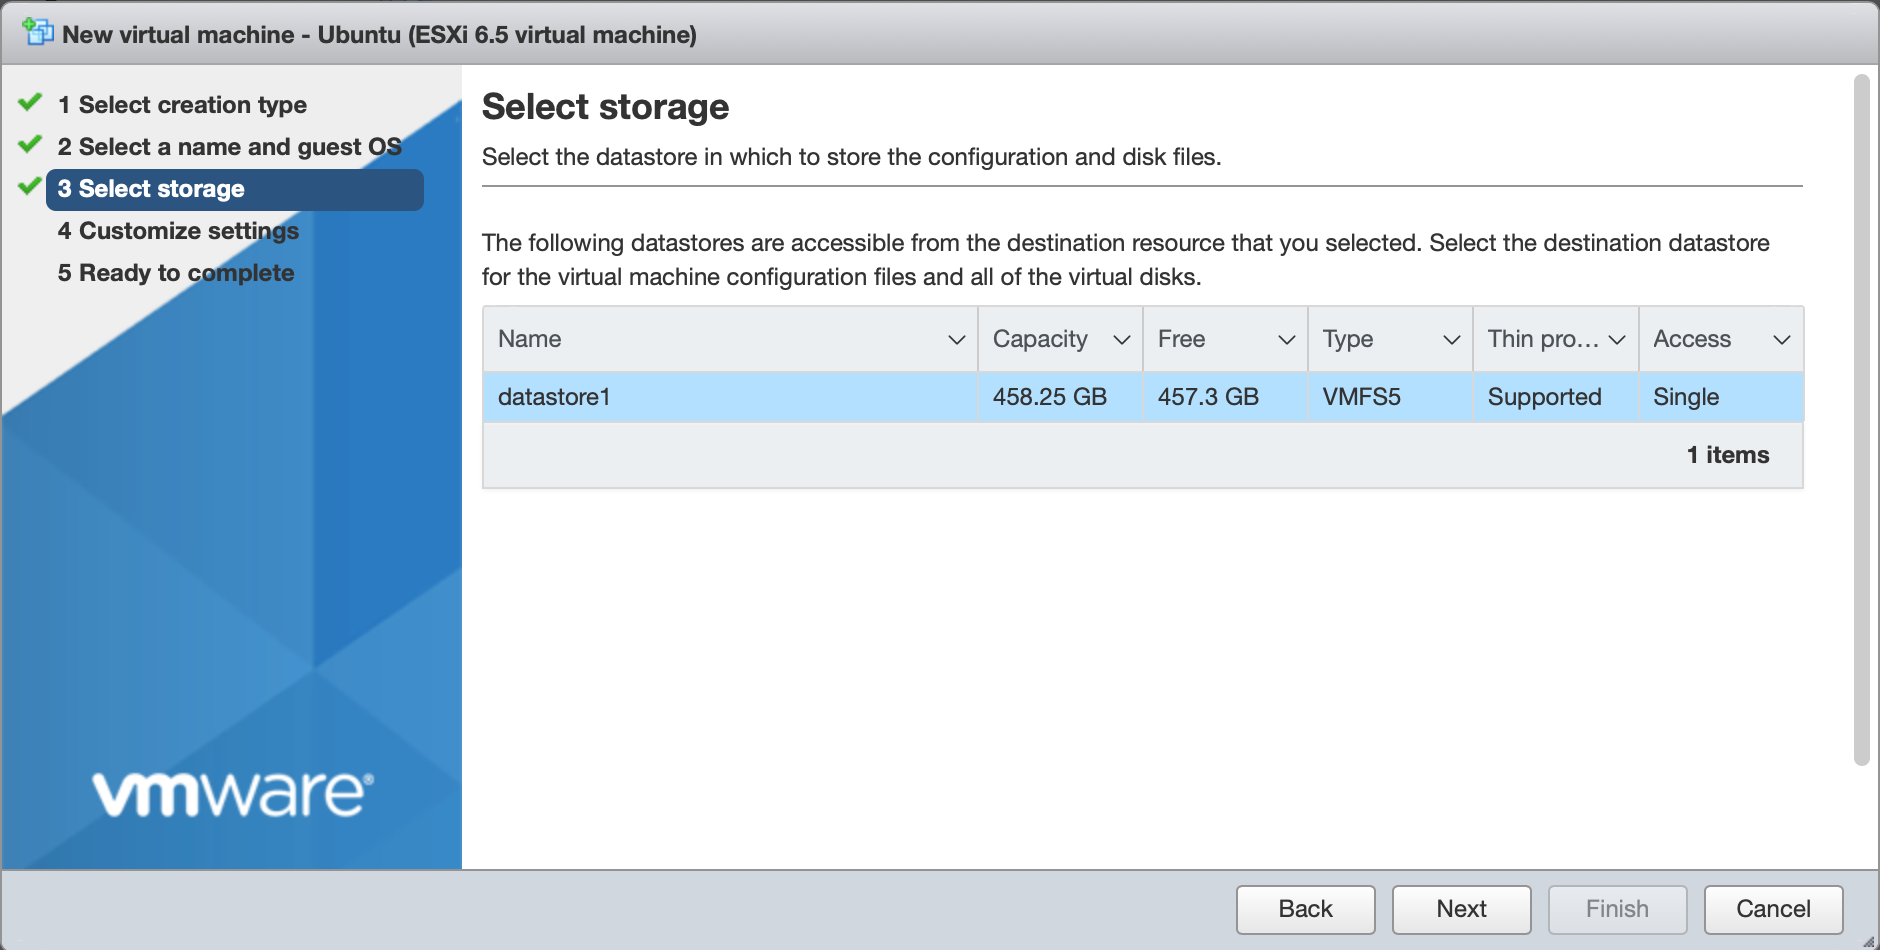 New virtual machine - Ubuntu (ESXi 6.5 virtual machine)
1 Select creation type
2 Select a name and guest OS
3 Select storage
4 Customize settings
5 Ready to complete
vmware®
Select storage
Select the datastore in which to store the configuration and disk files.
The following datastores are accessible from the destination resource that you selected. Select the destination datastore
for the virtual machine configuration files and all of the virtual disks.
Name Capacity Free Type Thin pro... Access
datastore1 458.25 GB 457.3 GB VMFS5 Supported Single
1 items
Back Next Finish Cancel